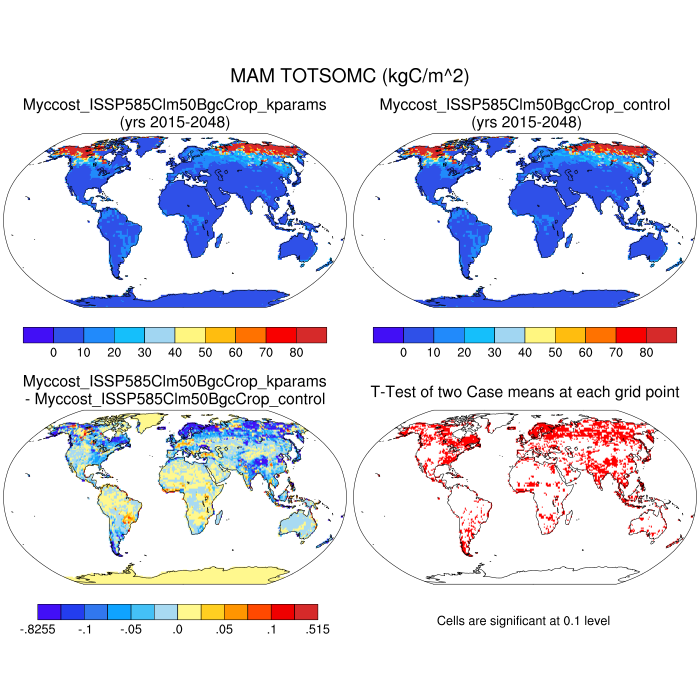 MAM TOTSOMC (kgC/m^2)
Myccost_ISSP585Clm50BgcCrop_kparams
(yrs 2015-2048)
Myccost_ISSP585Clm50BgcCrop_control
(yrs 2015-2048)
0 10 20 30 40 50 60 70 80
0 10 20 30 40 50 60 70 80
Myccost_ISSP585Clm50BgcCrop_kparams
- Myccost_ISSP585Clm50BgcCrop_control
T-Test of two Case means at each grid point
-.8255 -.1 -.05 .0 .05 .1 .515
Cells are significant at 0.1 level